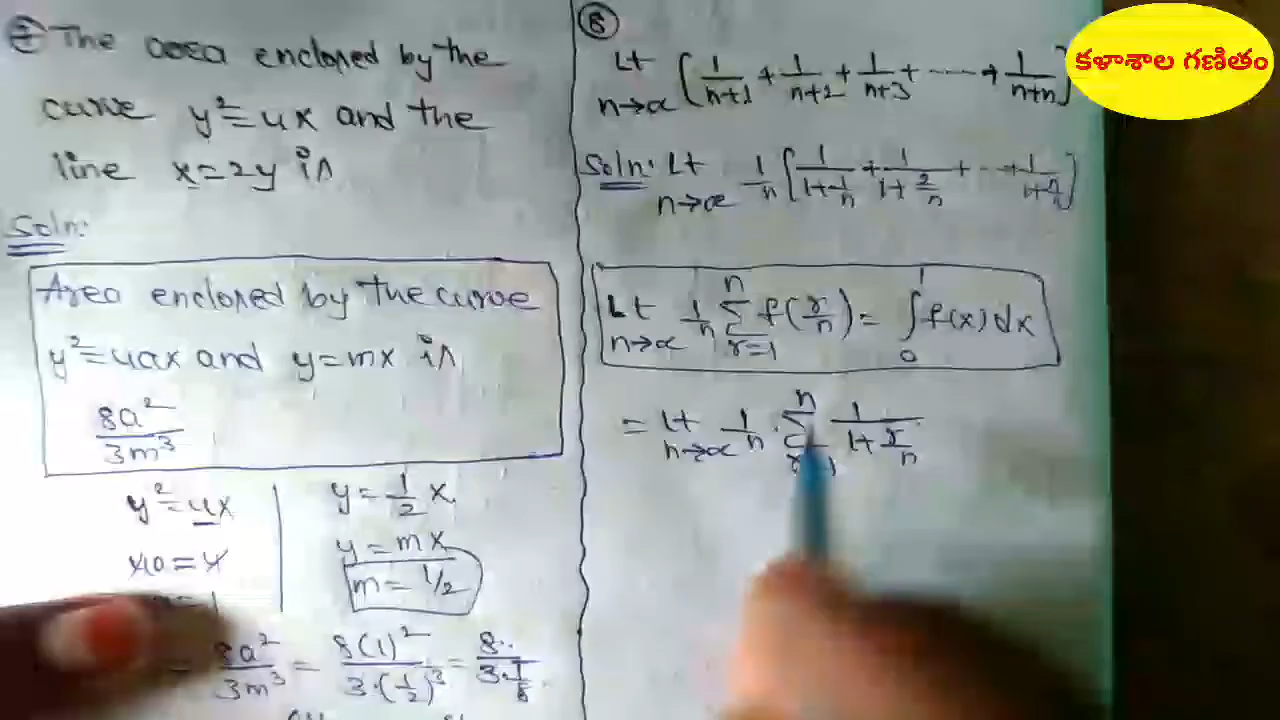 ⑦ The area enclosed by the
curve y²=4x and the
line x=2y is
Soln:
Area enclosed by the curve
y²=4ax and y=mx is
8a²/3m³
y²=4x
4a=4
y=1/2 x
y=mx
m=1/2
8a²/3m³ = 8(1)²/3·(1/2)³ = 8·/3·1/8
⑧
Lt n→∝ [1/(n+1) + 1/(n+2) + 1/(n+3) + ---- + 1/(n+n)]
Soln: Lt n→∝ 1/n [1/(1+1/n) + 1/(1+2/n) + --- + 1/(1+n/n)]
Lt n→∝ 1/n Σ_{r=1}^{n} f(r/n) = ∫₀¹ f(x)dx
= Lt n→∝ 1/n · Σ_{r=1}^{n} 1/(1+r/n)
కళాశాల గణితం